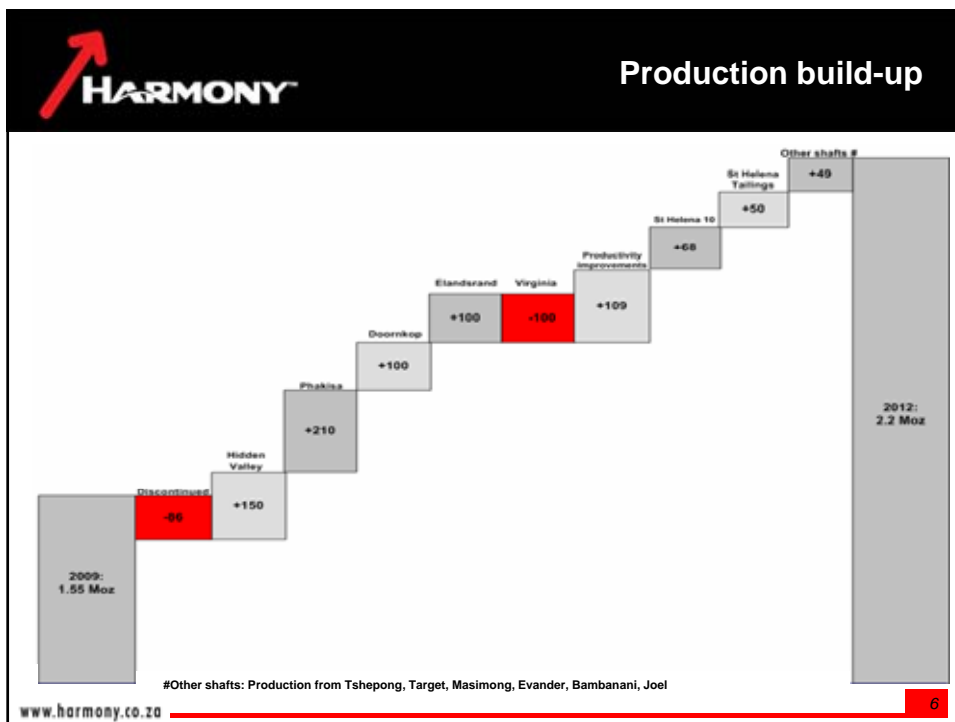 HARMONY™
Production build-up
Other shafts #
+49
St Helena
Tailings
+50
St Helena 10
+68
Productivity
improvements
+109
Elandsrand
+100
Virginia
-100
Doornkop
+100
Phakisa
+210
2012:
2.2 Moz
Hidden
Valley
+150
Discontinued
-86
2009:
1.55 Moz
#Other shafts: Production from Tshepong, Target, Masimong, Evander, Bambanani, Joel
www.harmony.co.za
6